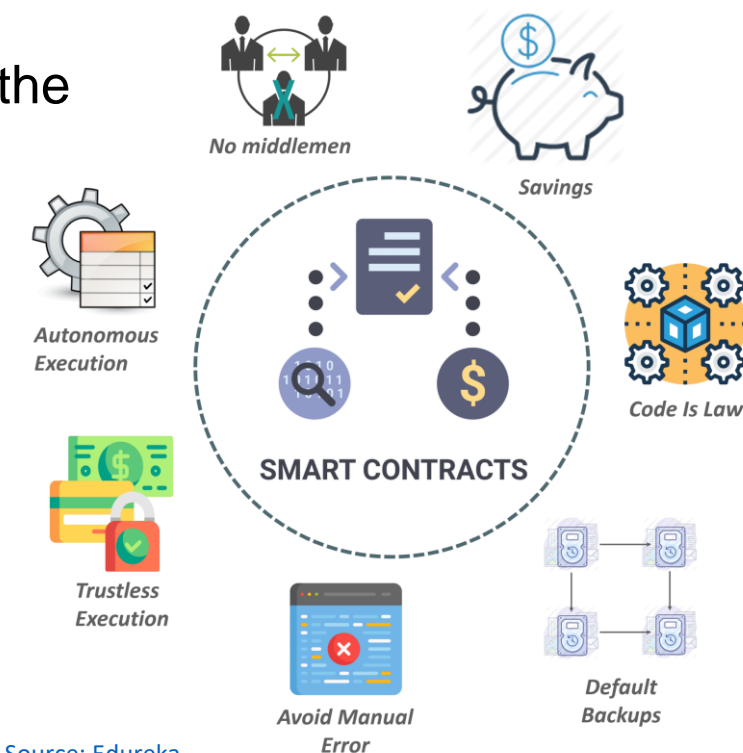 the
No middlemen
Savings
Autonomous
Execution
Code Is Law
1010
SMART CONTRACTS
Trustless
Execution
Default
Backups
Avoid Manual
Error
Source: Edureka